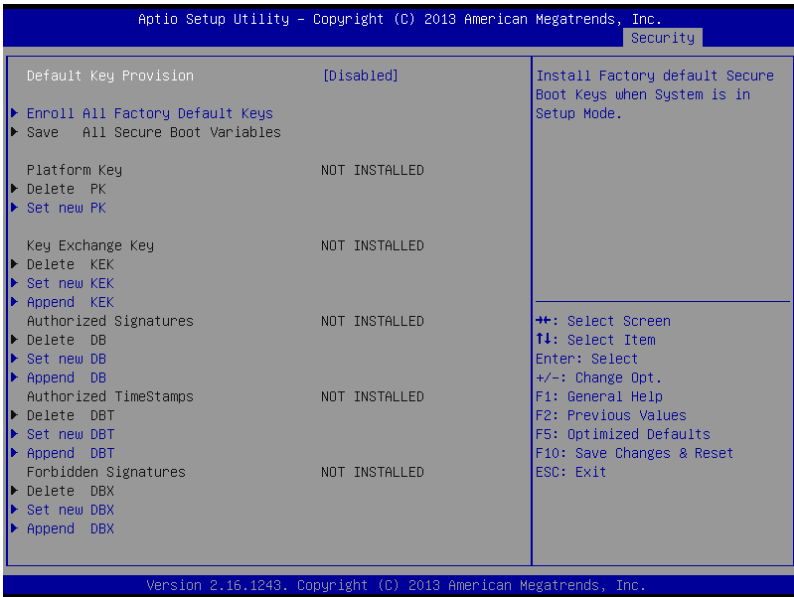 Aptio Setup Utility – Copyright (C) 2013 American Megatrends, Inc.
Security
Default Key Provision [Disabled]
Enroll All Factory Default Keys
Save All Secure Boot Variables
Platform Key NOT INSTALLED
Delete PK
Set new PK
Key Exchange Key NOT INSTALLED
Delete KEK
Set new KEK
Append KEK
Authorized Signatures NOT INSTALLED
Delete DB
Set new DB
Append DB
Authorized TimeStamps NOT INSTALLED
Delete DBT
Set new DBT
Append DBT
Forbidden Signatures NOT INSTALLED
Delete DBX
Set new DBX
Append DBX
Install Factory default Secure
Boot Keys when System is in
Setup Mode.
→←: Select Screen
↑↓: Select Item
Enter: Select
+/-: Change Opt.
F1: General Help
F2: Previous Values
F5: Optimized Defaults
F10: Save Changes & Reset
ESC: Exit
Version 2.16.1243. Copyright (C) 2013 American Megatrends, Inc.